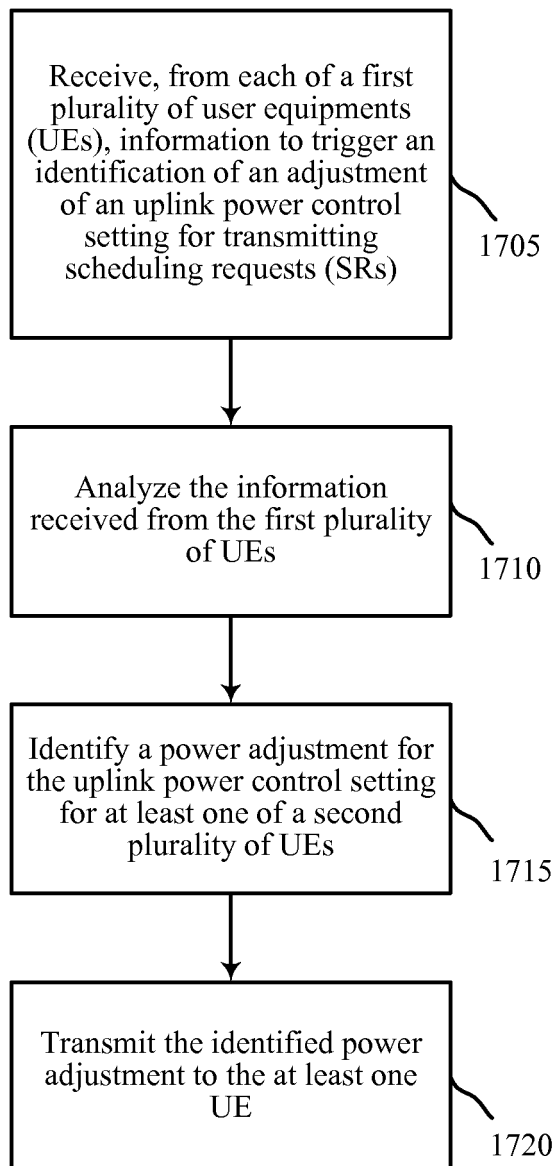 Receive, from each of a first
plurality of user equipments
(UEs), information to trigger an
identification of an adjustment
of an uplink power control
setting for transmitting
scheduling requests (SRs)
1705
Analyze the information
received from the first plurality
of UEs
1710
Identify a power adjustment for
the uplink power control setting
for at least one of a second
plurality of UEs
1715
Transmit the identified power
adjustment to the at least one
UE
1720